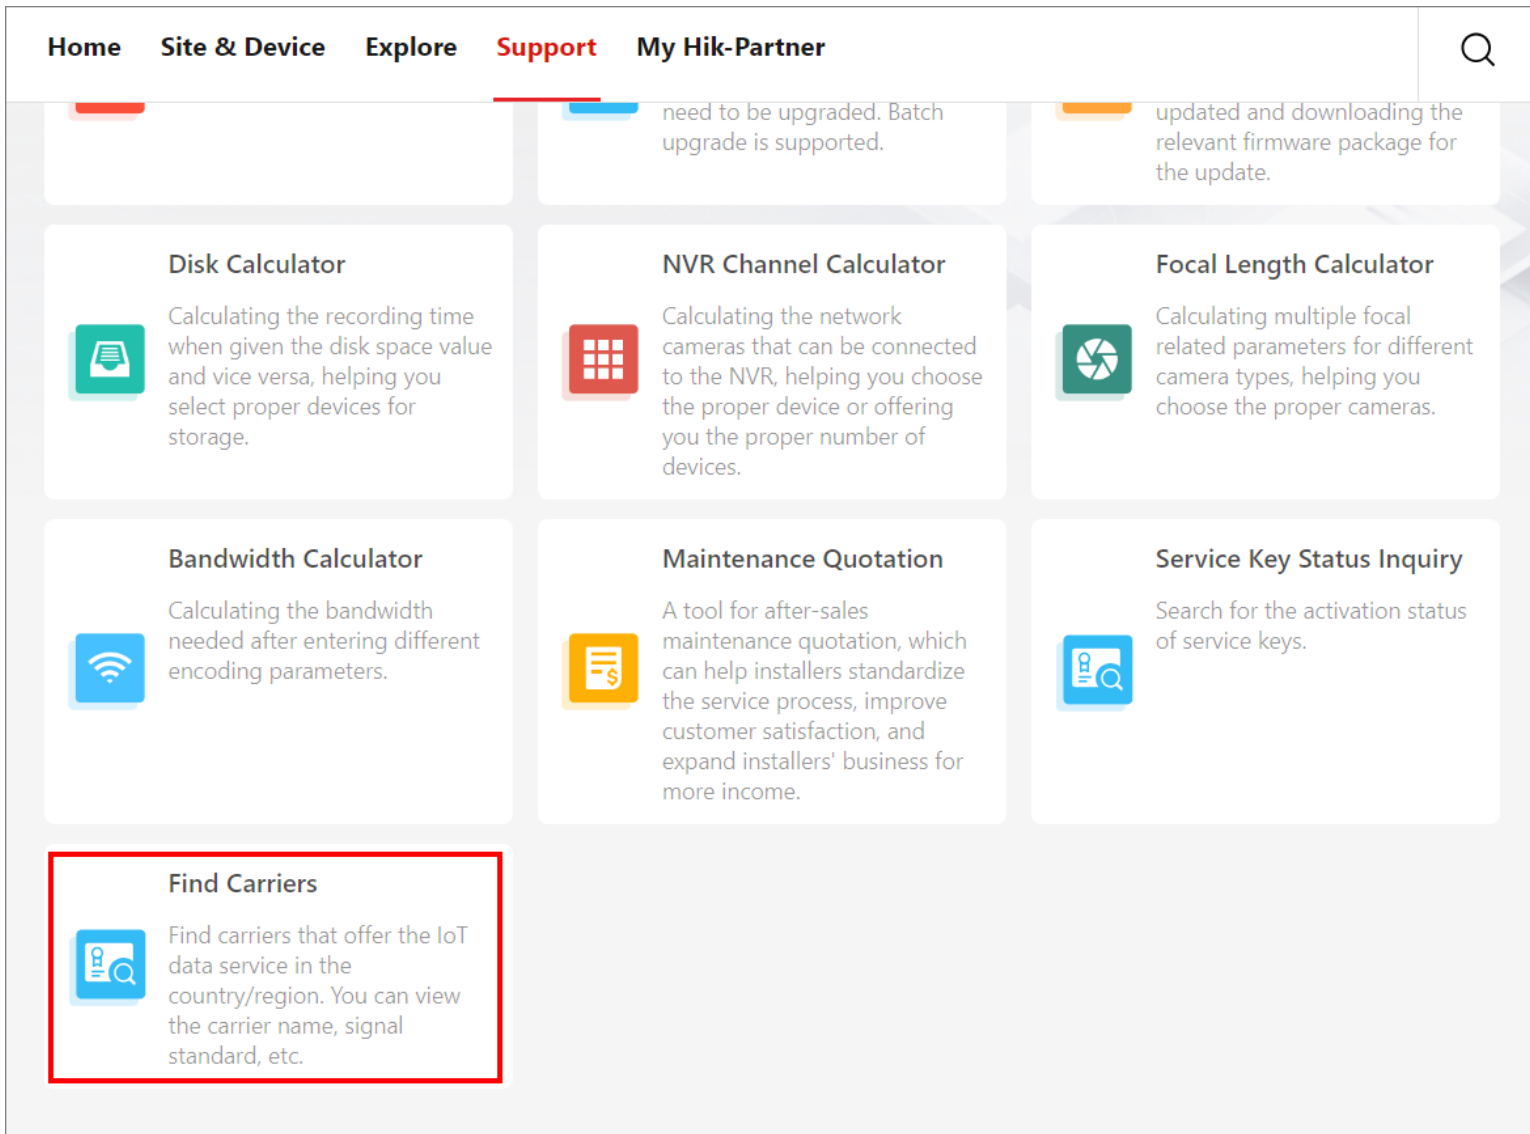 Home Site & Device Explore Support My Hik-Partner
need to be upgraded. Batch
upgrade is supported.
updated and downloading the
relevant firmware package for
the update.
Disk Calculator
Calculating the recording time
when given the disk space value
and vice versa, helping you
select proper devices for
storage.
NVR Channel Calculator
Calculating the network
cameras that can be connected
to the NVR, helping you choose
the proper device or offering
you the proper number of
devices.
Focal Length Calculator
Calculating multiple focal
related parameters for different
camera types, helping you
choose the proper cameras.
Bandwidth Calculator
Calculating the bandwidth
needed after entering different
encoding parameters.
Maintenance Quotation
A tool for after-sales
maintenance quotation, which
can help installers standardize
the service process, improve
customer satisfaction, and
expand installers' business for
more income.
Service Key Status Inquiry
Search for the activation status
of service keys.
Find Carriers
Find carriers that offer the IoT
data service in the
country/region. You can view
the carrier name, signal
standard, etc.